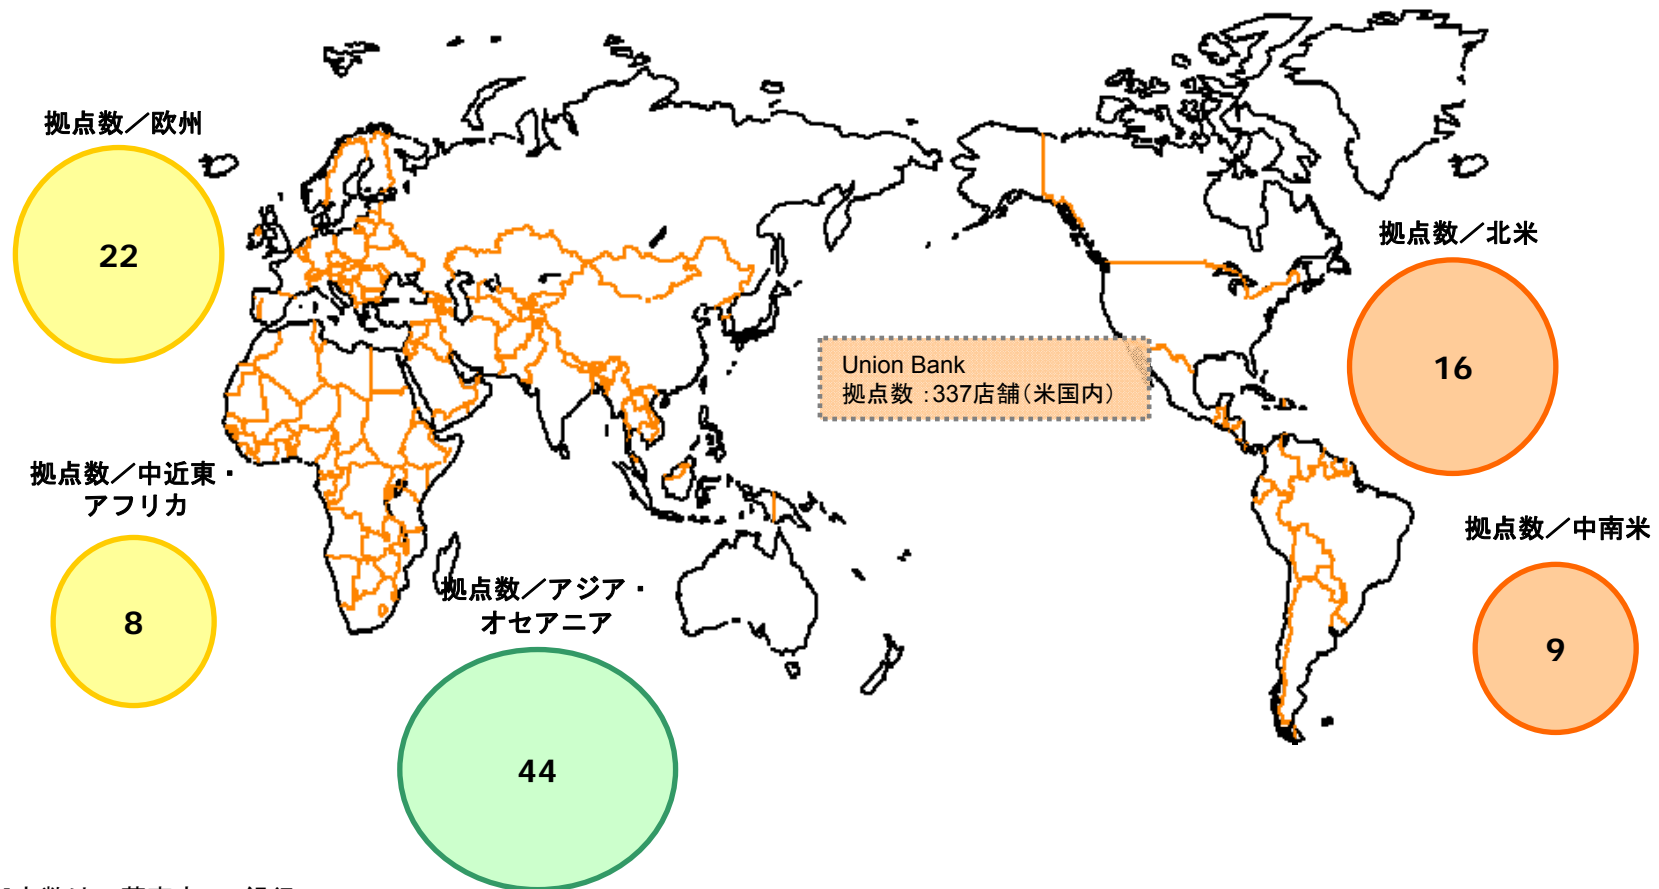 拠点数／欧州
22
拠点数／北米
16
Union Bank
拠点数：337店舗（米国内）
拠点数／中近東・
アフリカ
8
拠点数／アジア・
オセアニア
44
拠点数／中南米
9